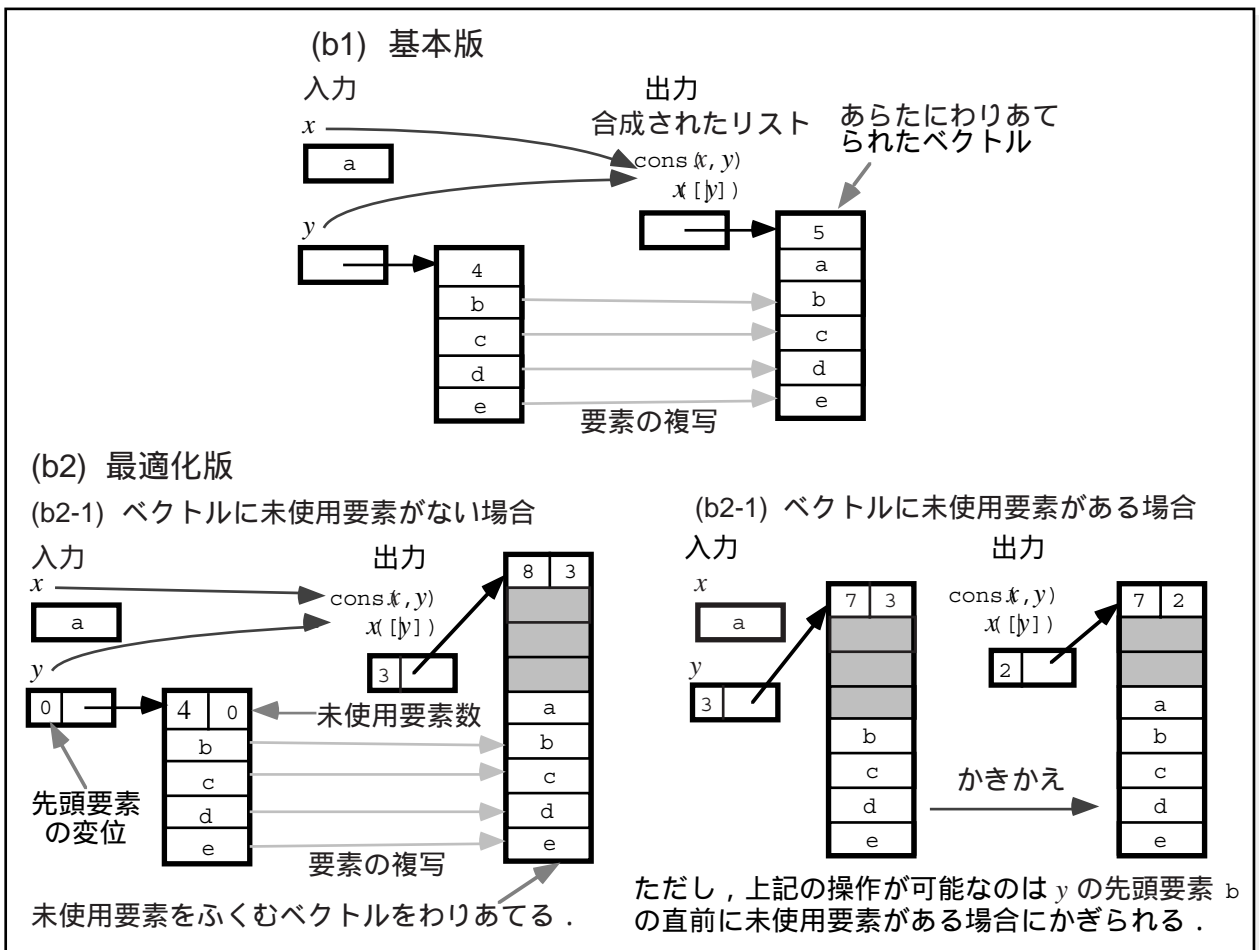 (b1) 基本版
入力
出力
x
合成されたリスト
あらたにわりあて
られたベクトル
a
cons(x, y)
x([|y])
y
4
b
c
d
e
5
a
b
c
d
e
要素の複写
(b2) 最適化版
(b2-1) ベクトルに未使用要素がない場合
入力
出力
x
a
cons(x, y)
x([|y])
8 3
3
y
0
4 0
未使用要素数
b
c
d
e
a
b
c
d
e
先頭要素
の変位
要素の複写
未使用要素をふくむベクトルをわりあてる．
(b2-1) ベクトルに未使用要素がある場合
入力
出力
x
a
y
3
7 3
b
c
d
e
cons(x, y)
x([|y])
2
7 2
a
b
c
d
e
かきかえ
ただし，上記の操作が可能なのは y の先頭要素 b
の直前に未使用要素がある場合にかぎられる．